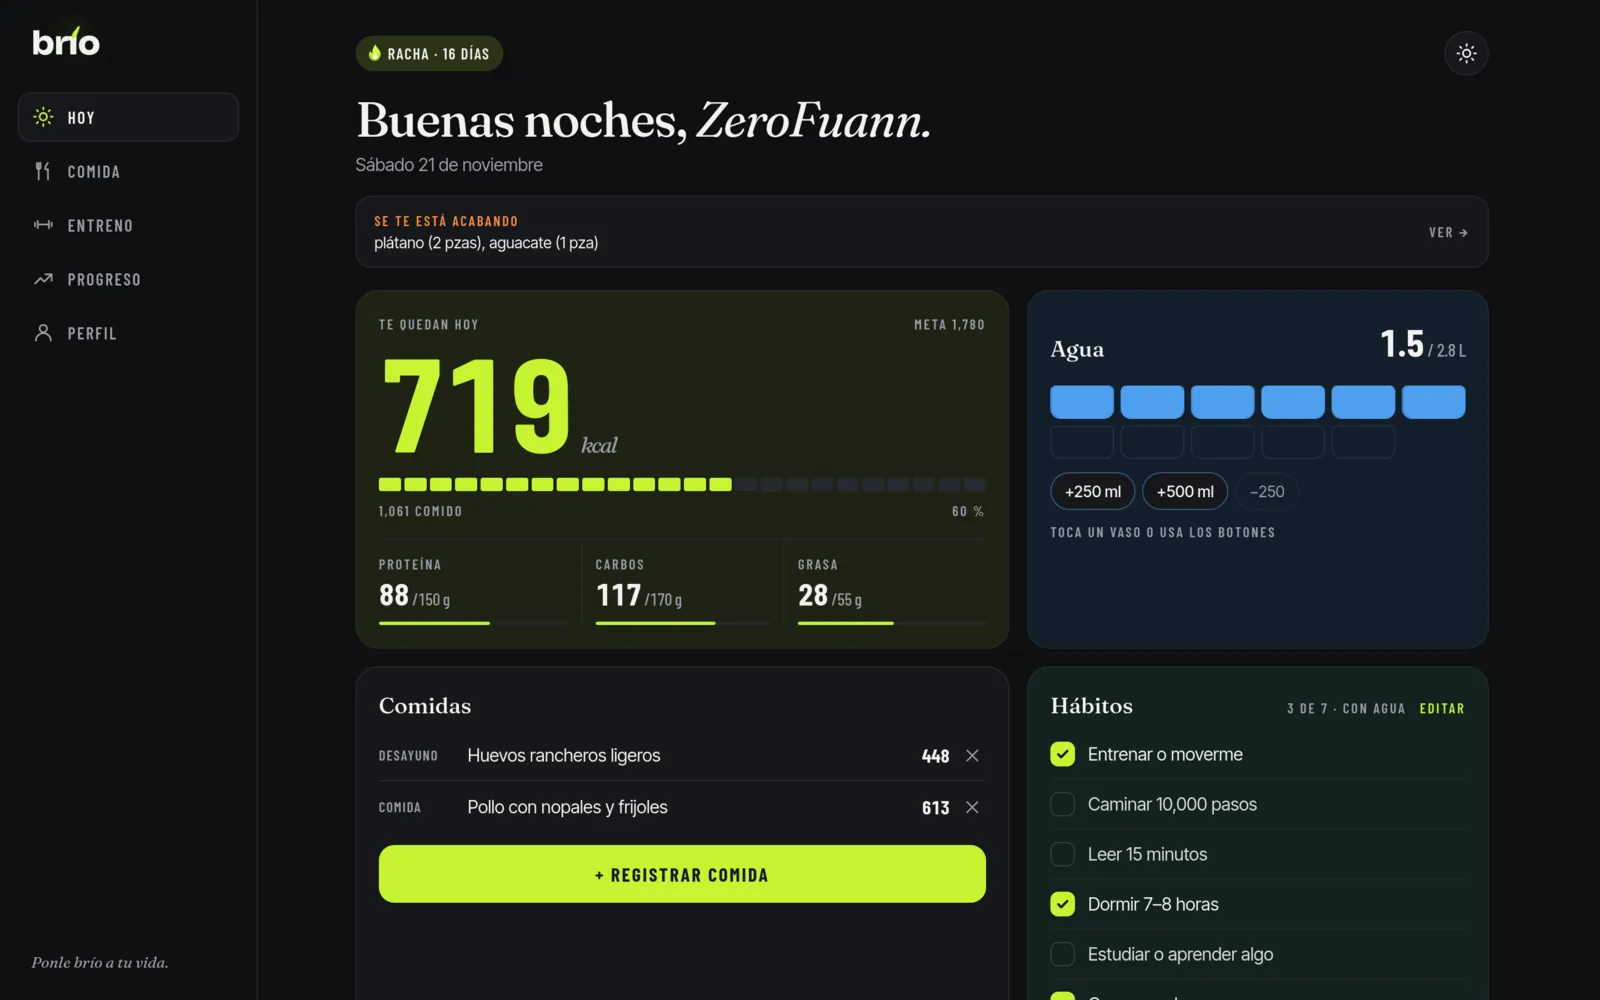 brío
HOY
COMIDA
ENTRENO
PROGRESO
PERFIL
Ponle brío a tu vida.
RACHA · 16 DÍAS
Buenas noches, ZeroFuann.
Sábado 21 de noviembre
SE TE ESTÁ ACABANDO
plátano (2 pzas), aguacate (1 pza)
VER →
TE QUEDAN HOY
META 1,780
719 kcal
1,061 COMIDO
60 %
PROTEÍNA
88 /150 g
CARBOS
117 /170 g
GRASA
28 /55 g
Agua
1.5 / 2.8 L
+250 ml
+500 ml
−250
TOCA UN VASO O USA LOS BOTONES
Comidas
DESAYUNO Huevos rancheros ligeros 448
COMIDA Pollo con nopales y frijoles 613
+ REGISTRAR COMIDA
Hábitos
3 DE 7 · CON AGUA EDITAR
Entrenar o moverme
Caminar 10,000 pasos
Leer 15 minutos
Dormir 7–8 horas
Estudiar o aprender algo